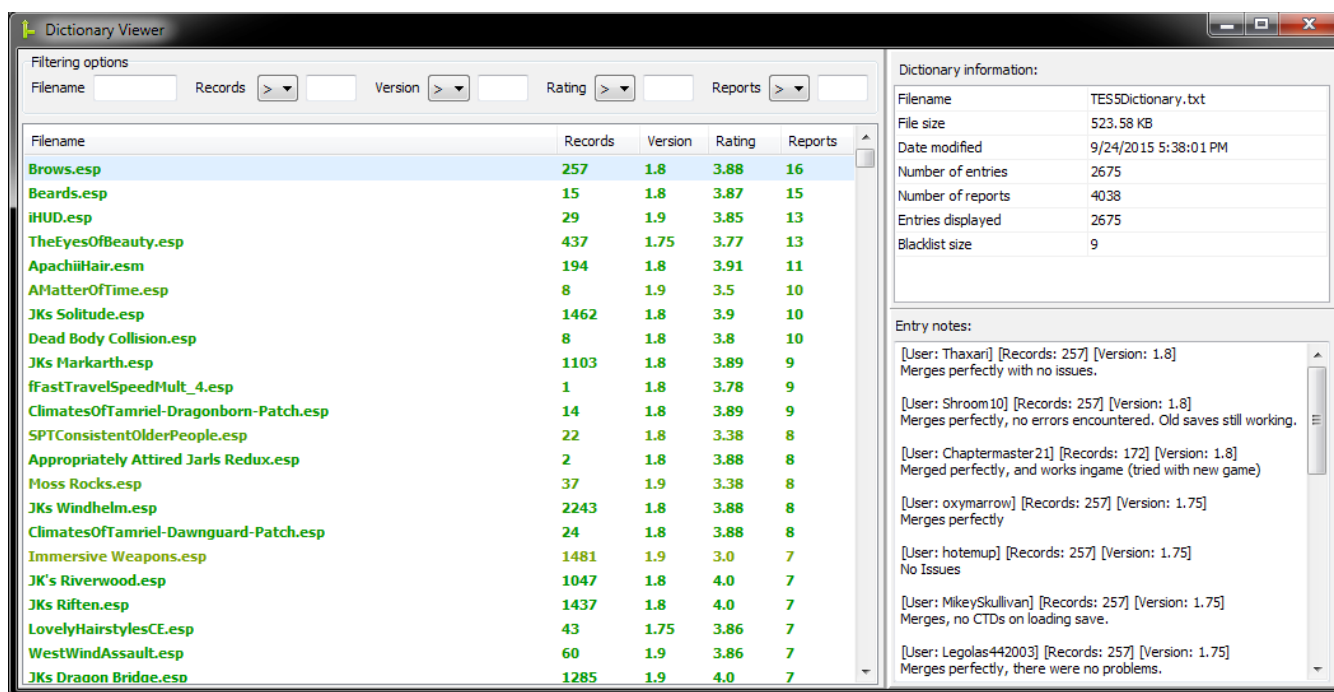 Dictionary Viewer
Filtering options
Filename Records > Version > Rating > Reports >
Filename Records Version Rating Reports
Brows.esp 257 1.8 3.88 16
Beards.esp 15 1.8 3.87 15
iHUD.esp 29 1.9 3.85 13
TheEyesOfBeauty.esp 437 1.75 3.77 13
ApachiiHair.esm 194 1.8 3.91 11
AMatterOfTime.esp 8 1.9 3.5 10
JKs Solitude.esp 1462 1.8 3.9 10
Dead Body Collision.esp 8 1.8 3.8 10
JKs Markarth.esp 1103 1.8 3.89 9
fFastTravelSpeedMult_4.esp 1 1.8 3.78 9
ClimatesOfTamriel-Dragonborn-Patch.esp 14 1.8 3.89 9
SPTConsistentOlderPeople.esp 22 1.8 3.38 8
Appropriately Attired Jarls Redux.esp 2 1.8 3.88 8
Moss Rocks.esp 37 1.9 3.38 8
JKs Windhelm.esp 2243 1.8 3.88 8
ClimatesOfTamriel-Dawnguard-Patch.esp 24 1.8 3.88 8
Immersive Weapons.esp 1481 1.9 3.0 7
JK's Riverwood.esp 1047 1.8 4.0 7
JKs Riften.esp 1437 1.8 4.0 7
LovelyHairstylesCE.esp 43 1.75 3.86 7
WestWindAssault.esp 60 1.9 3.86 7
JKs Dragon Bridge.esp 1285 1.9 4.0 7
Dictionary information:
Filename TES5Dictionary.txt
File size 523.58 KB
Date modified 9/24/2015 5:38:01 PM
Number of entries 2675
Number of reports 4038
Entries displayed 2675
Blacklist size 9
Entry notes:
[User: Thaxari] [Records: 257] [Version: 1.8]
Merges perfectly with no issues.
[User: Shroom10] [Records: 257] [Version: 1.8]
Merges perfectly, no errors encountered. Old saves still working.
[User: Chaptermaster21] [Records: 172] [Version: 1.8]
Merged perfectly, and works ingame (tried with new game)
[User: oxymarrow] [Records: 257] [Version: 1.75]
Merges perfectly
[User: hotemup] [Records: 257] [Version: 1.75]
No Issues
[User: MikeySkullivan] [Records: 257] [Version: 1.75]
Merges, no CTDs on loading save.
[User: Legolas442003] [Records: 257] [Version: 1.75]
Merges perfectly, there were no problems.